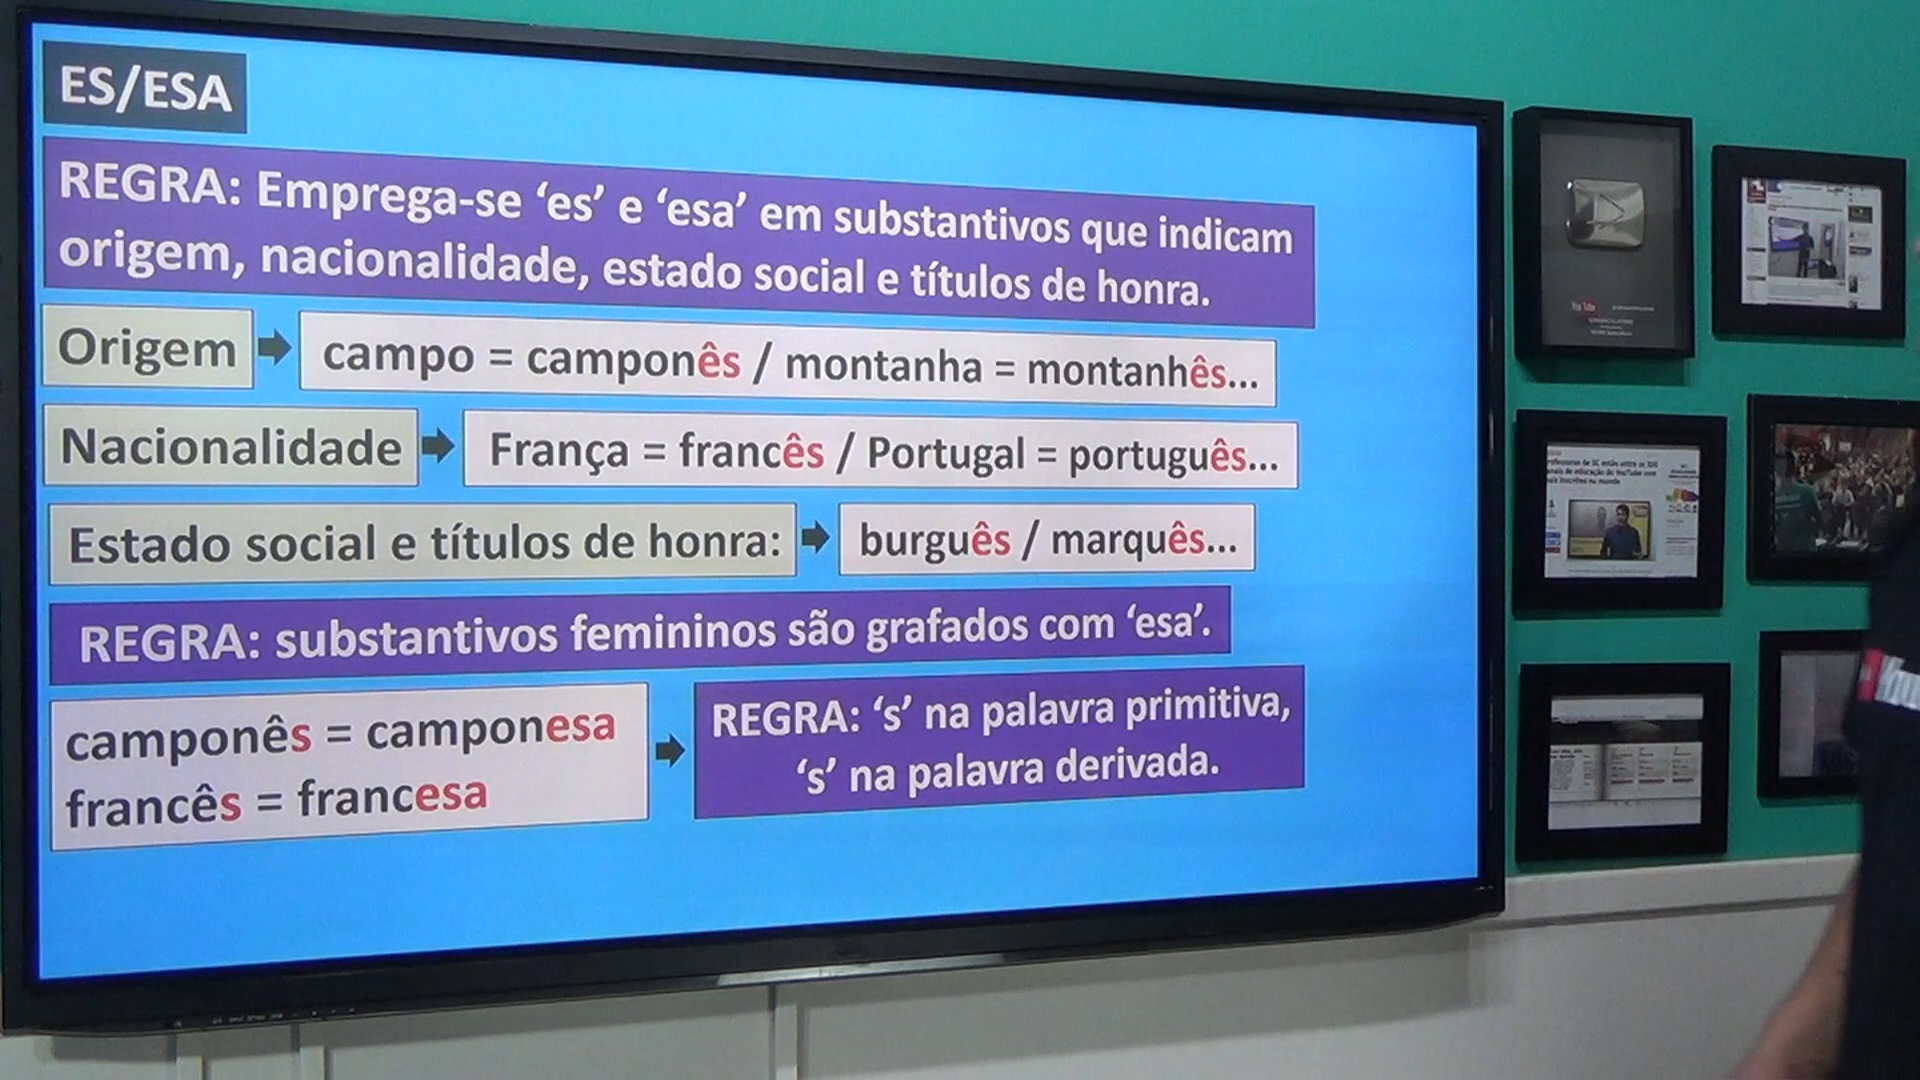 ES/ESA
REGRA: Emprega-se ‘es’ e ‘esa’ em substantivos que indicam
origem, nacionalidade, estado social e títulos de honra.
Origem
campo = camponês / montanha = montanhês...
Nacionalidade
França = francês / Portugal = português...
Estado social e títulos de honra:
burguês / marquês...
REGRA: substantivos femininos são grafados com ‘esa’.
camponês = camponesa
francês = francesa
REGRA: ‘s’ na palavra primitiva,
‘s’ na palavra derivada.
YouTube